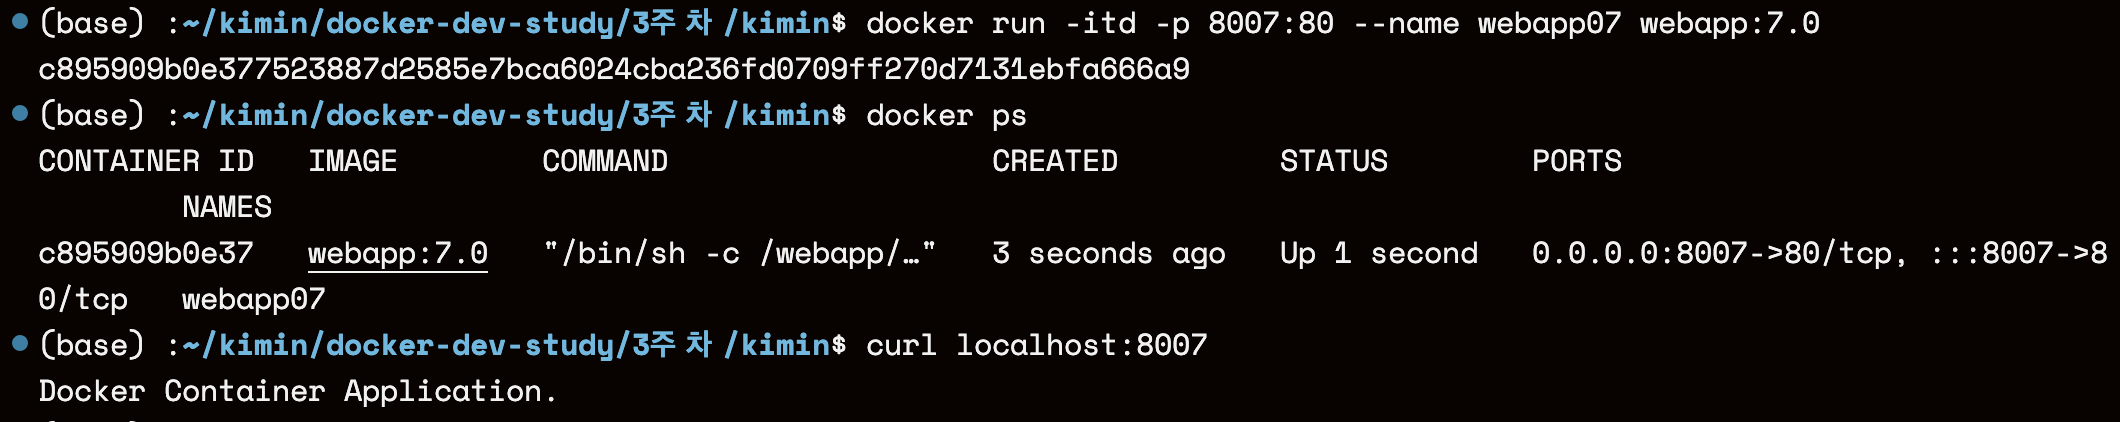 (base) :~/kimin/docker-dev-study/3주 차 /kimin$ docker run -itd -p 8007:80 --name webapp07 webapp:7.0
c895909b0e377523887d2585e7bca6024cba236fd0709ff270d7131ebfa666a9
(base) :~/kimin/docker-dev-study/3주 차 /kimin$ docker ps
CONTAINER ID   IMAGE        COMMAND                  CREATED         STATUS        PORTS
        NAMES
c895909b0e37   webapp:7.0   "/bin/sh -c /webapp/…"   3 seconds ago   Up 1 second   0.0.0.0:8007->80/tcp, :::8007->8
0/tcp   webapp07
(base) :~/kimin/docker-dev-study/3주 차 /kimin$ curl localhost:8007
Docker Container Application.